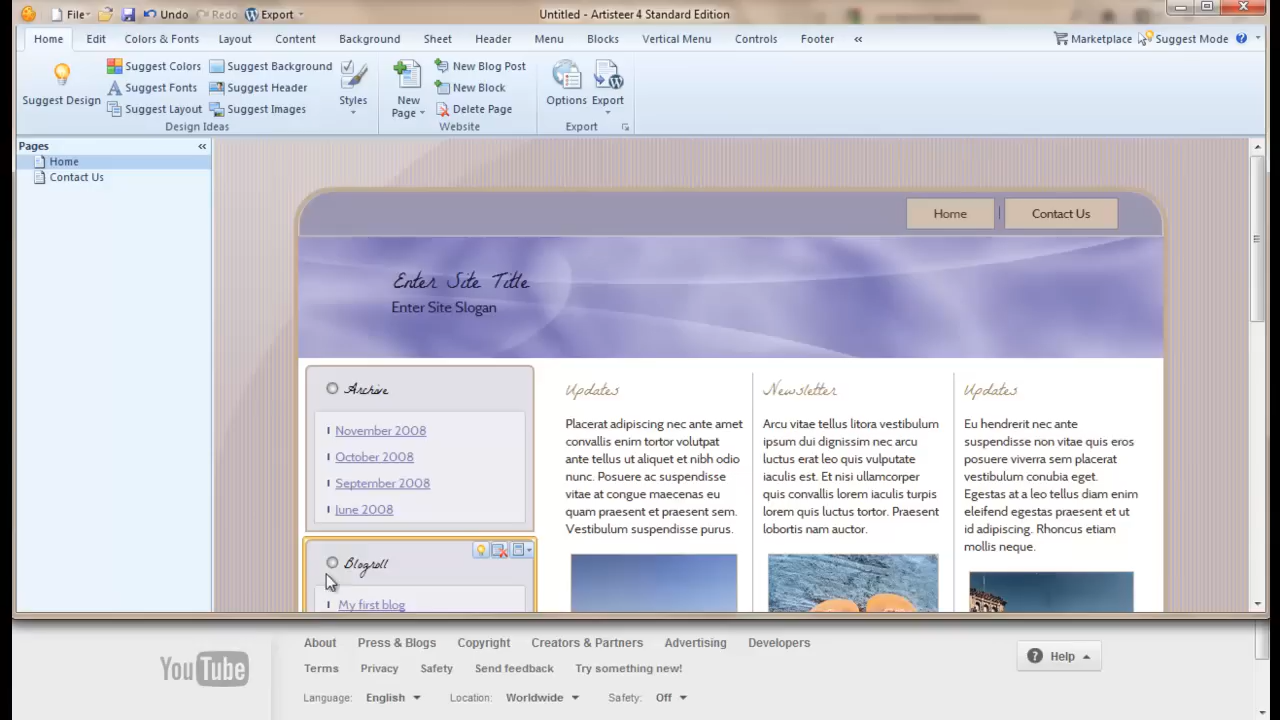 File Undo Redo Export Untitled - Artisteer 4 Standard Edition
Home Edit Colors & Fonts Layout Content Background Sheet Header Menu Blocks Vertical Menu Controls Footer « Marketplace Suggest Mode
Suggest Design
Suggest Colors Suggest Background
Suggest Fonts Suggest Header
Suggest Layout Suggest Images
Styles
Design Ideas
New Page
New Blog Post
New Block
Delete Page
Website
Options Export
Export
Pages «
Home
Contact Us
Home Contact Us
Enter Site Title
Enter Site Slogan
Archive
November 2008
October 2008
September 2008
June 2008
Blogroll
My first blog
Updates
Placerat adipiscing nec ante amet
convallis enim tortor volutpat
ante tellus ut aliquet et nibh odio
nunc. Posuere ac suspendisse
vitae at congue maecenas eu
quam praesent et praesent sem.
Vestibulum suspendisse purus.
Newsletter
Arcu vitae tellus litora vestibulum
ipsum dui dignissim nec arcu
luctus erat leo quis vulputate
iaculis est. Et nisi ullamcorper
quis convallis lorem iaculis turpis
lorem quis luctus tortor. Praesent
lobortis nam auctor.
Updates
Eu hendrerit nec ante
suspendisse non vitae quis eros
posuere viverra sem placerat
vestibulum conubia eget.
Egestas at a leo tellus diam enim
eleifend egestas praesent et ut
id adipiscing. Rhoncus etiam
mollis neque.
YouTube
About Press & Blogs Copyright Creators & Partners Advertising Developers
Terms Privacy Safety Send feedback Try something new!
Language: English Location: Worldwide Safety: Off
? Help